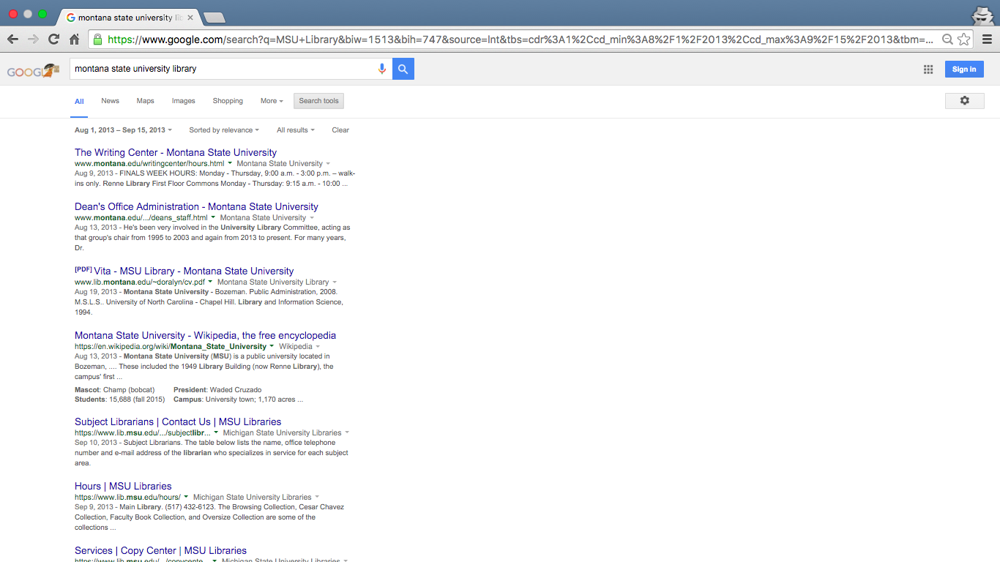 montana state university lib
https://www.google.com/search?q=MSU+Library&biw=1513&bih=747&source=lnt&tbs=cdr%3A1%2Ccd_min%3A8%2F1%2F2013%2Ccd_max%3A9%2F15%2F2013&tbm=...
GOOGL
montana state university library
Sign in
All News Maps Images Shopping More Search tools
Aug 1, 2013 – Sep 15, 2013 Sorted by relevance All results Clear
The Writing Center - Montana State University
www.montana.edu/writingcenter/hours.html Montana State University
Aug 9, 2013 - FINALS WEEK HOURS: Monday - Thursday, 9:00 a.m. - 3:00 p.m. – walk-
ins only. Renne Library First Floor Commons Monday - Thursday: 9:15 a.m. - 10:00 ...
Dean's Office Administration - Montana State University
www.montana.edu/.../deans_staff.html Montana State University
Aug 13, 2013 - He's been very involved in the University Library Committee, acting as
that group's chair from 1995 to 2003 and again from 2013 to present. For many years,
Dr.
[PDF] Vita - MSU Library - Montana State University
www.lib.montana.edu/~doralyn/cv.pdf Montana State University Library
Aug 19, 2013 - Montana State University - Bozeman. Public Administration, 2008.
M.S.L.S.. University of North Carolina - Chapel Hill. Library and Information Science,
1994.
Montana State University - Wikipedia, the free encyclopedia
https://en.wikipedia.org/wiki/Montana_State_University Wikipedia
Aug 13, 2013 - Montana State University (MSU) is a public university located in
Bozeman, .... These included the 1949 Library Building (now Renne Library), the
campus' first ...
Mascot: Champ (bobcat) President: Waded Cruzado
Students: 15,688 (fall 2015) Campus: University town; 1,170 acres ...
Subject Librarians | Contact Us | MSU Libraries
https://www.lib.msu.edu/.../subjectlibr... Michigan State University Libraries
Sep 10, 2013 - Subject Librarians. The table below lists the name, office telephone
number and e-mail address of the librarian who specializes in service for each subject
area.
Hours | MSU Libraries
https://www.lib.msu.edu/hours/ Michigan State University Libraries
Sep 9, 2013 - Main Library. (517) 432-6123. The Browsing Collection, Cesar Chavez
Collection, Faculty Book Collection, and Oversize Collection are some of the
collections ...
Services | Copy Center | MSU Libraries
https://www.lib.msu.edu/.../copycente... Michigan State University Libraries